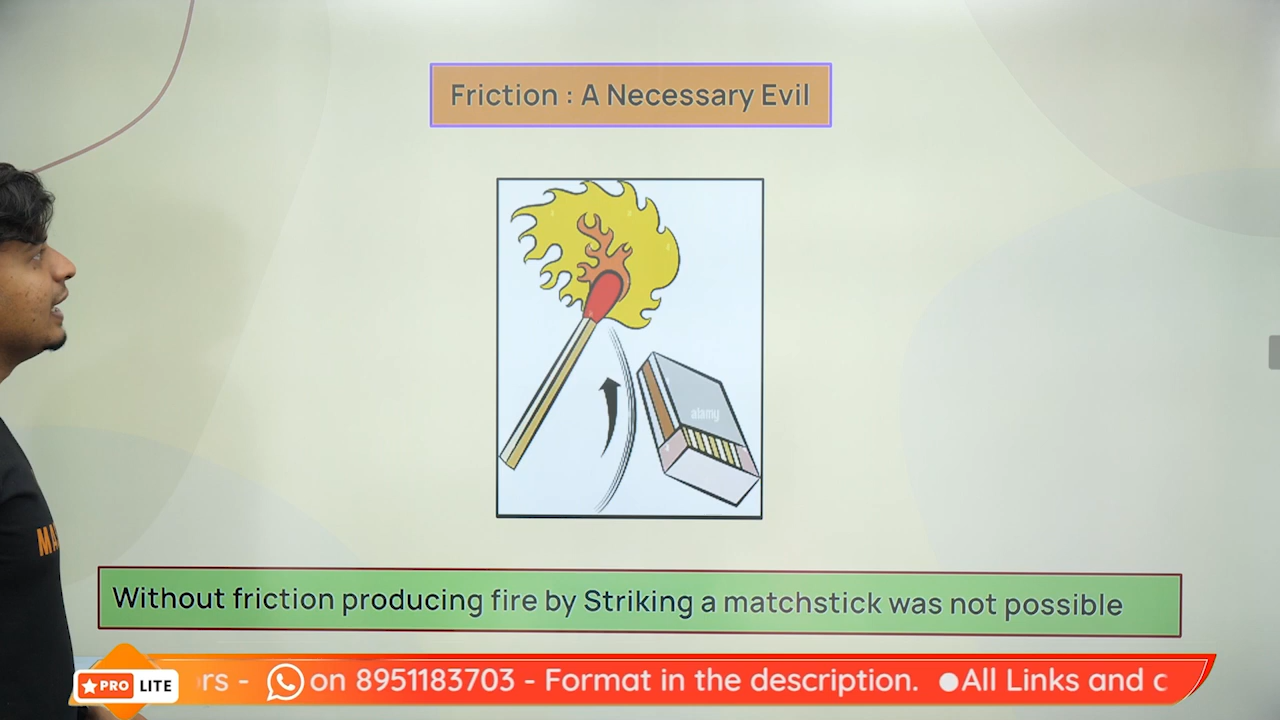 Friction : A Necessary Evil
alamy
Without friction producing fire by Striking a matchstick was not possible
PRO LITE
on 8951183703 - Format in the description. ●All Links and